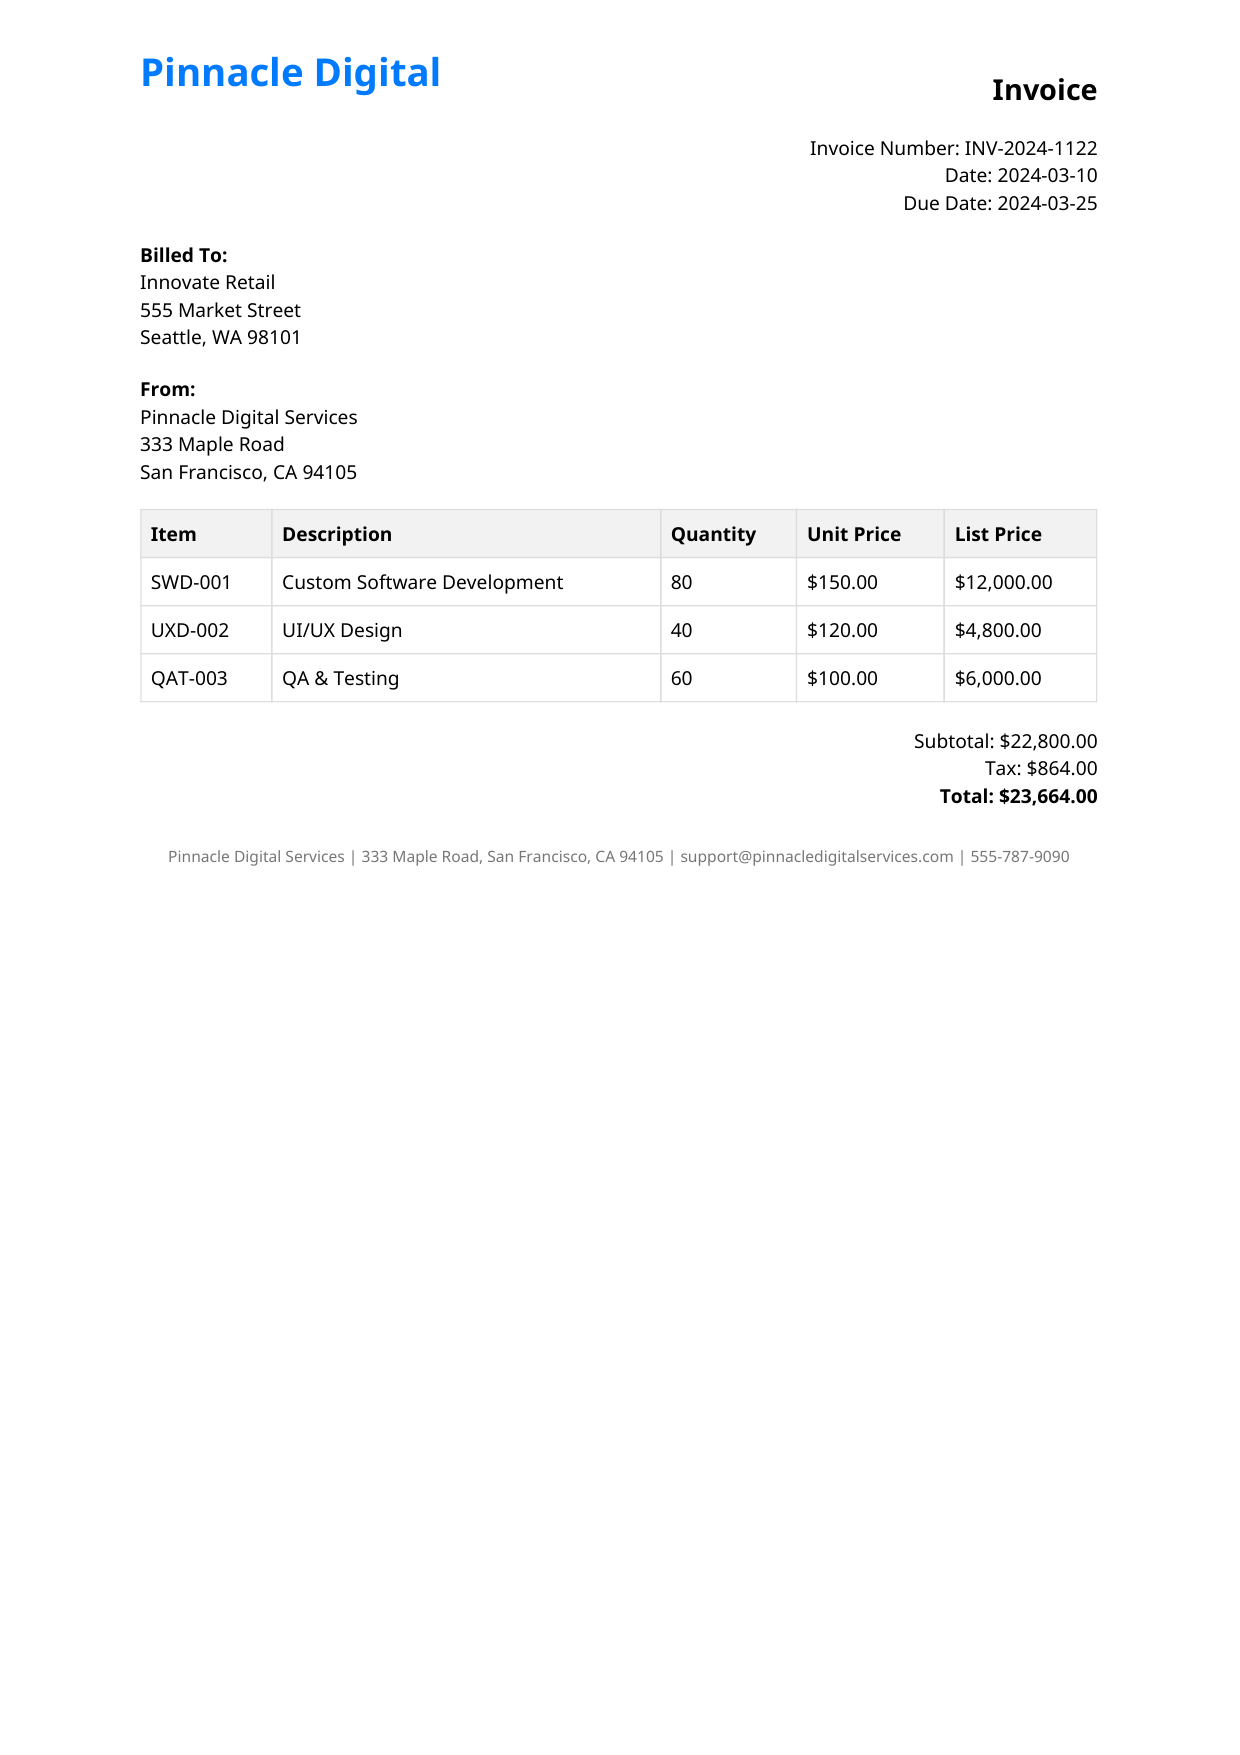 Pinnacle Digital
Invoice
Invoice Number: INV-2024-1122
Date: 2024-03-10
Due Date: 2024-03-25
Billed To:
Innovate Retail
555 Market Street
Seattle, WA 98101
From:
Pinnacle Digital Services
333 Maple Road
San Francisco, CA 94105
Item Description Quantity Unit Price List Price
SWD-001 Custom Software Development 80 $150.00 $12,000.00
UXD-002 UI/UX Design 40 $120.00 $4,800.00
QAT-003 QA & Testing 60 $100.00 $6,000.00
Subtotal: $22,800.00
Tax: $864.00
Total: $23,664.00
Pinnacle Digital Services | 333 Maple Road, San Francisco, CA 94105 | support@pinnacledigitalservices.com | 555-787-9090